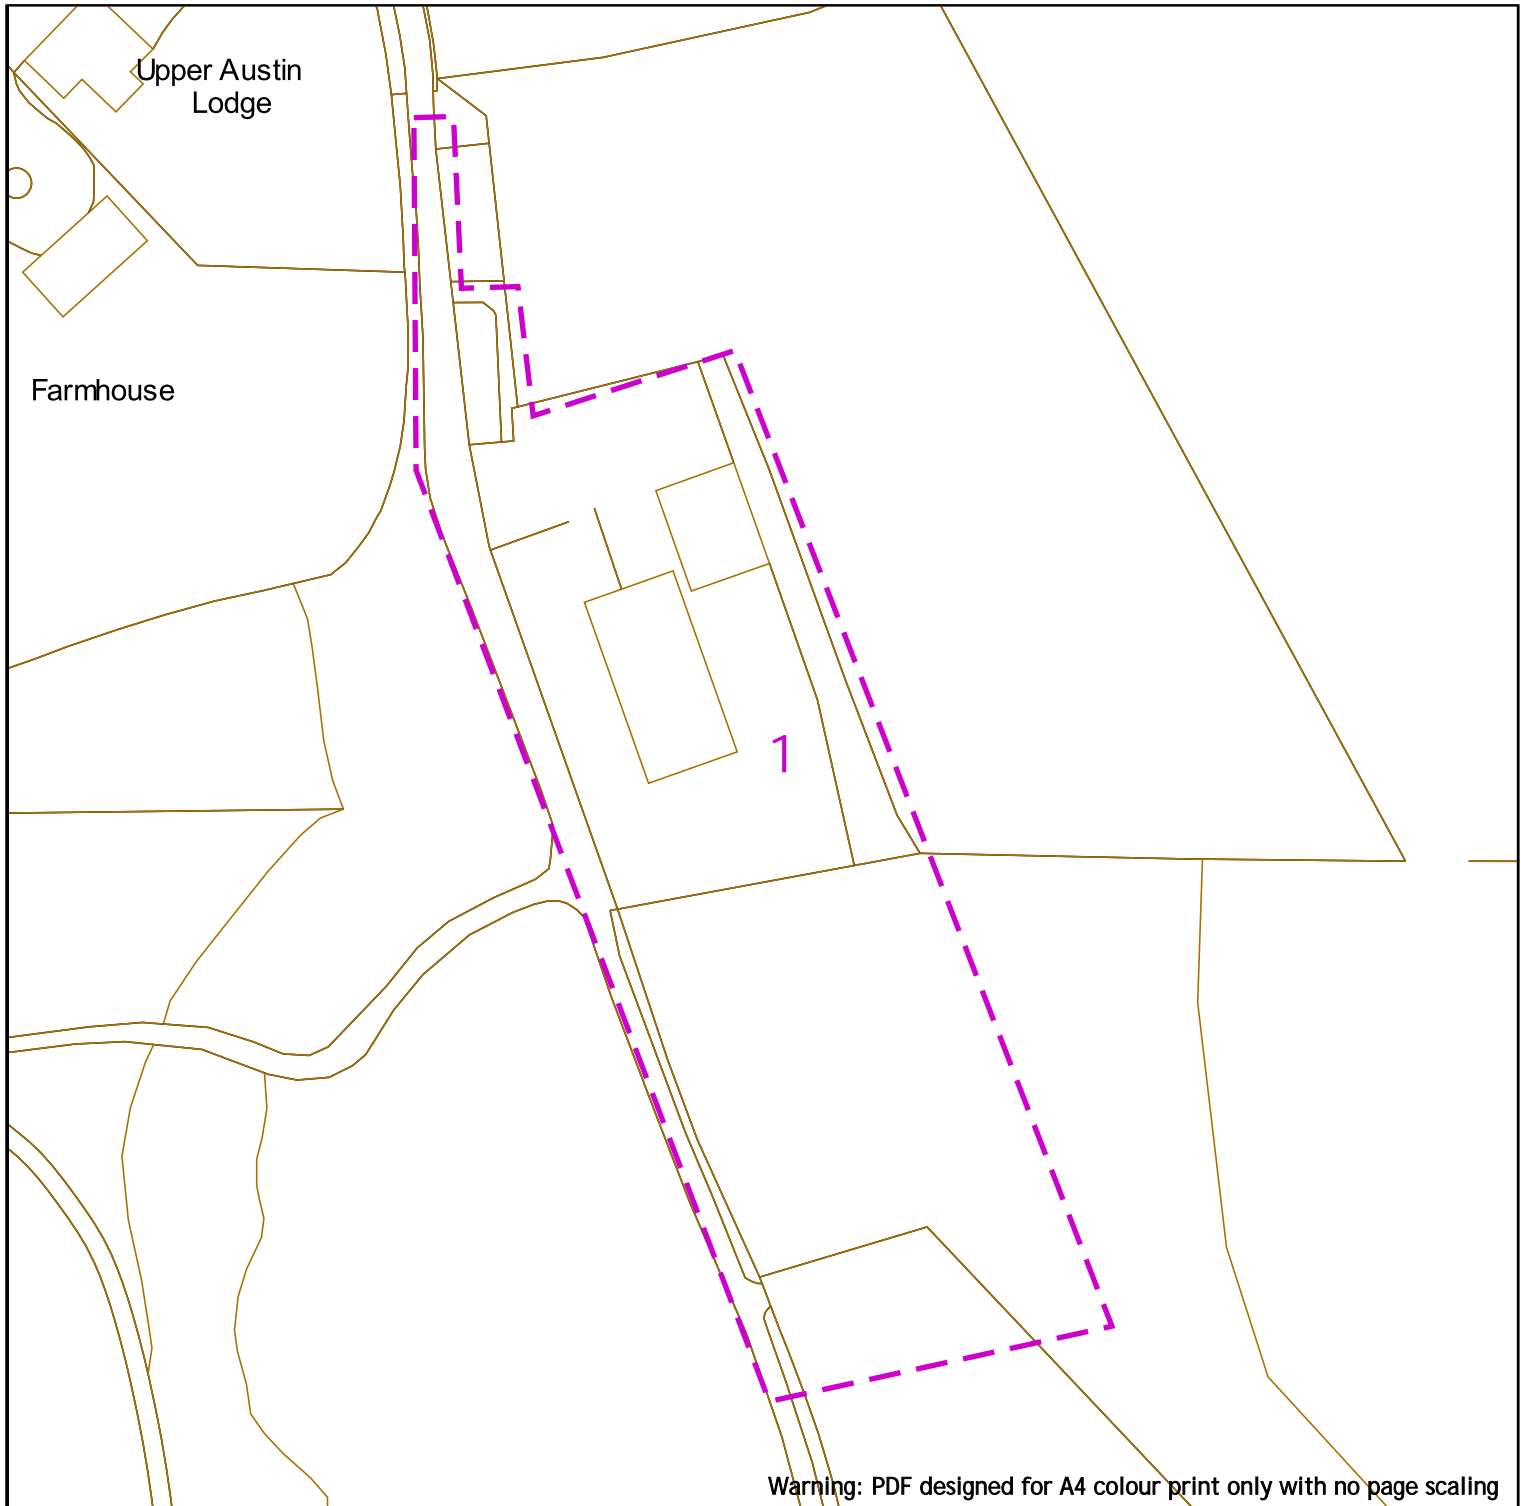 Upper Austin
Lodge
Farmhouse
1
Warning: PDF designed for A4 colour print only with no page scaling